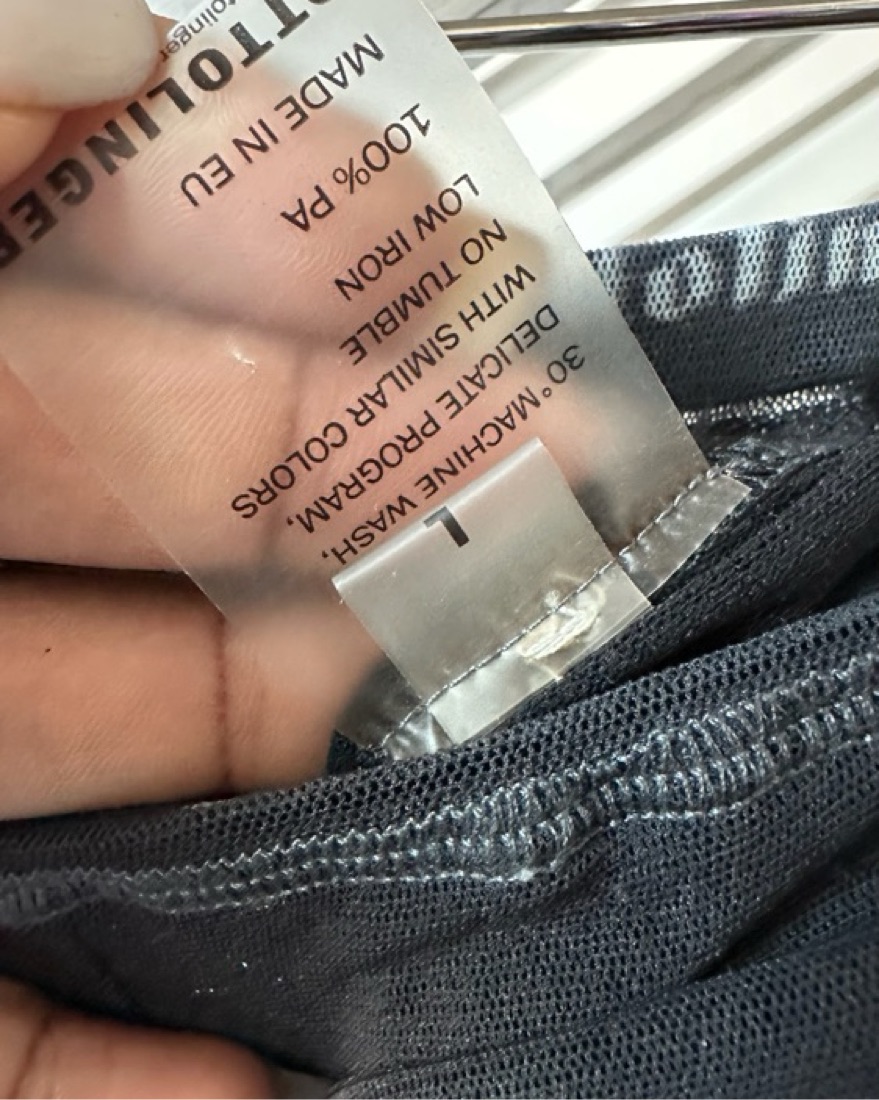 OTTOLINGER
MADE IN EU
100% PA
LOW IRON
NO TUMBLE
WITH SIMILAR COLORS
DELICATE PROGRAM,
30° MACHINE WASH,
L